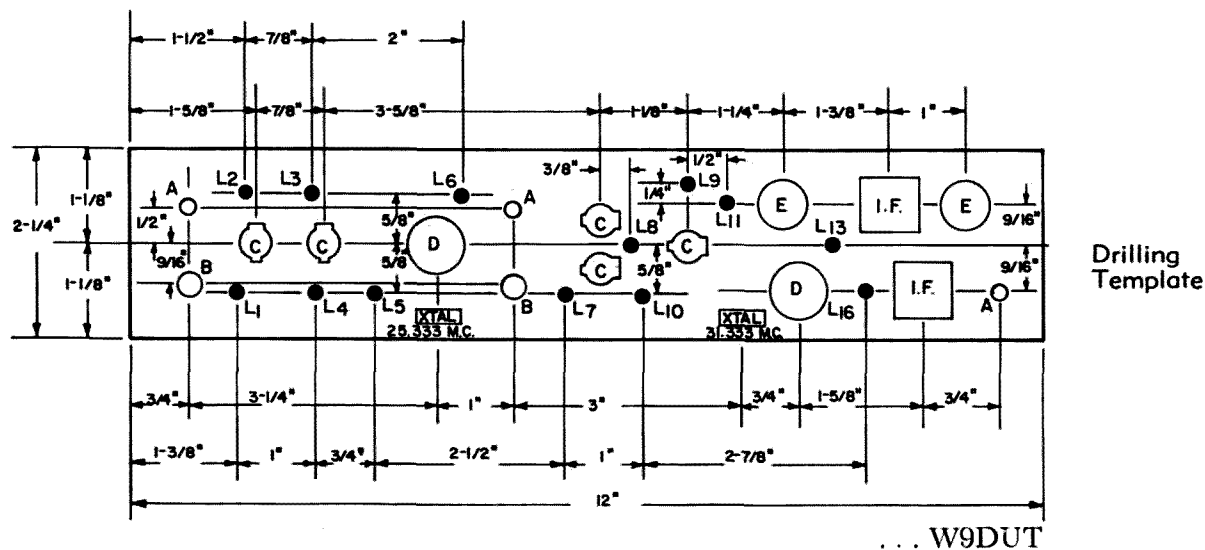 1-1/2" 7/8" 2"
1-5/8" 7/8" 3-5/8" 1-1/8" 1-1/4" 1-3/8" 1"
3/8" 1/2"
A L2 L3 L6 A L9
1/4"
L11 E I.F. E
1-1/8" 1/2" 5/8" 9/16"
2-1/4"
C C D C L8 C L13
9/16" 5/8" C 5/8" 9/16"
Drilling
Template
1-1/8" B B D I.F. A
L1 L4 L5 L7 L10 L16
XTAL XTAL
25.333 M.C. 31.333 M.C.
3/4" 3-1/4" 1" 3" 3/4" 1-5/8" 3/4"
1-3/8" 1" 3/4" 2-1/2" 1" 2-7/8"
12"
. . . W9DUT